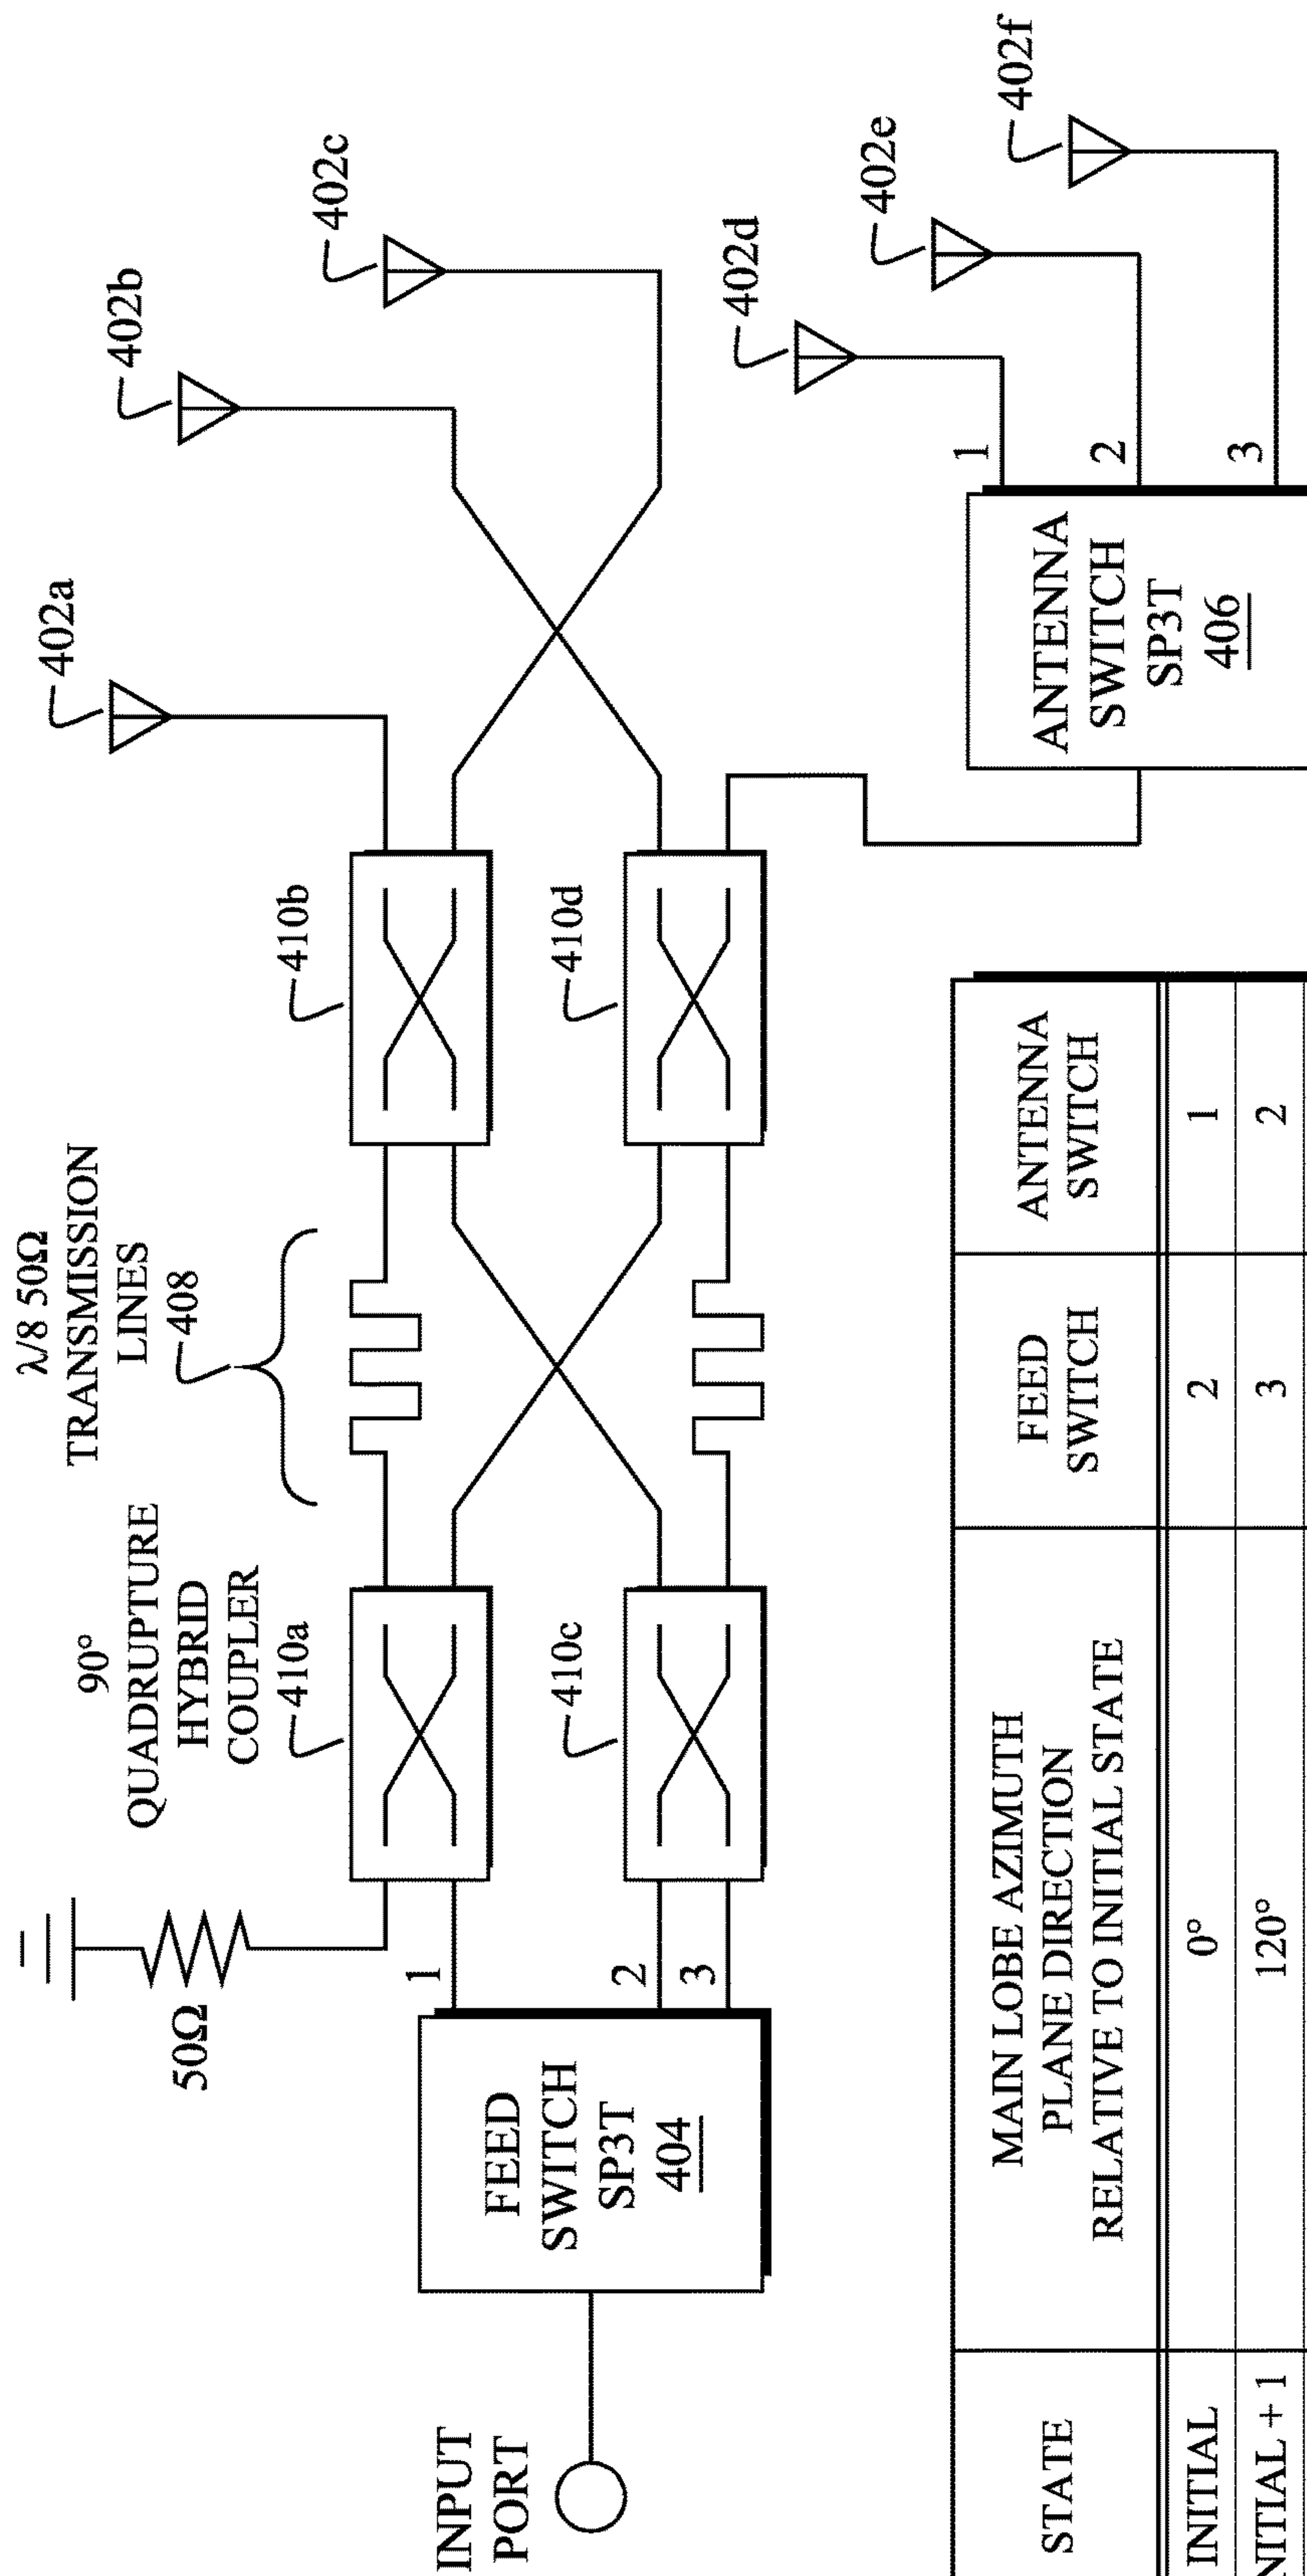 INPUT
PORT
FEED
SWITCH
SP3T
404
1
2
3
50Ω
90°
QUADRUPTURE
HYBRID
COUPLER
410a
410c
λ/8 50Ω
TRANSMISSION
LINES
408
410b
410d
402a
402b
402c
402d
402e
402f
ANTENNA
SWITCH
SP3T
406
1
2
3
STATE
MAIN LOBE AZIMUTH
PLANE DIRECTION
RELATIVE TO INITIAL STATE
FEED
SWITCH
ANTENNA
SWITCH
INITIAL 0° 2 1
NITIAL + 1 120° 3 2